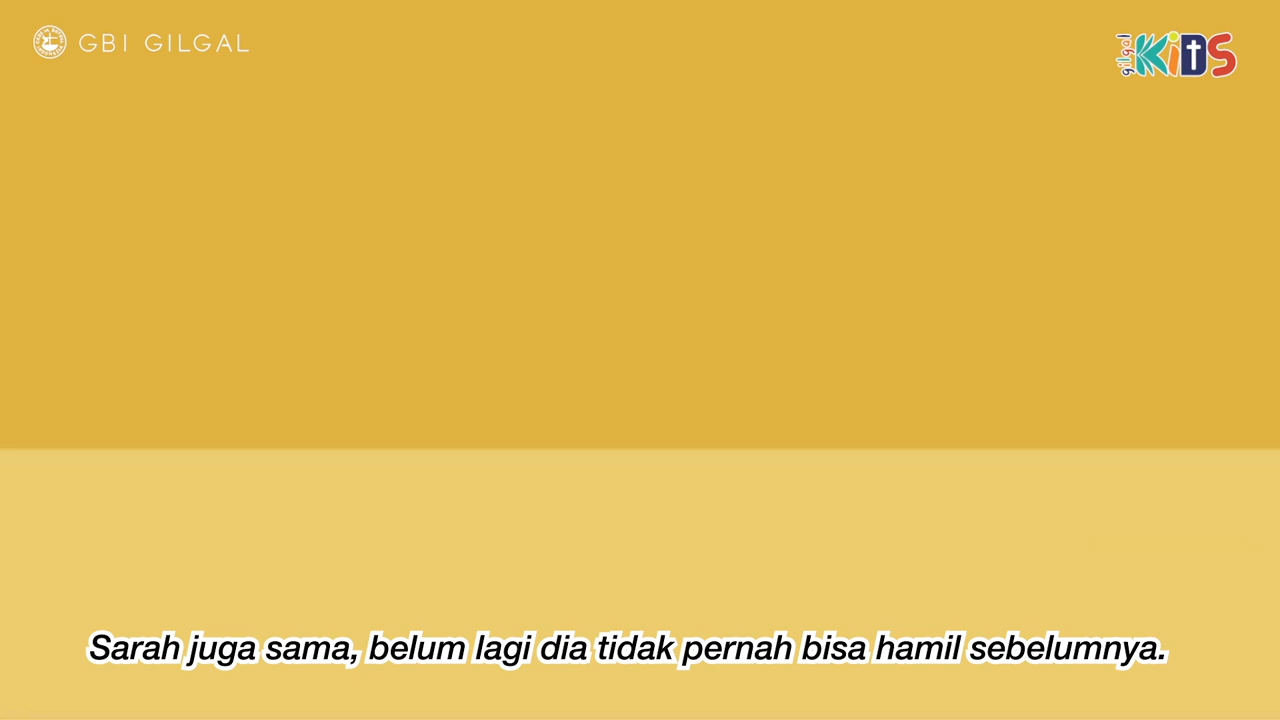 GBI GILGAL
gilgal KiDS
Sarah juga sama, belum lagi dia tidak pernah bisa hamil sebelumnya.